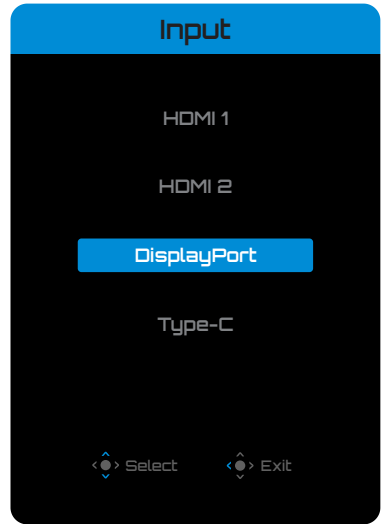 Input
HDMI 1
HDMI 2
DisplayPort
Type-C
Select Exit